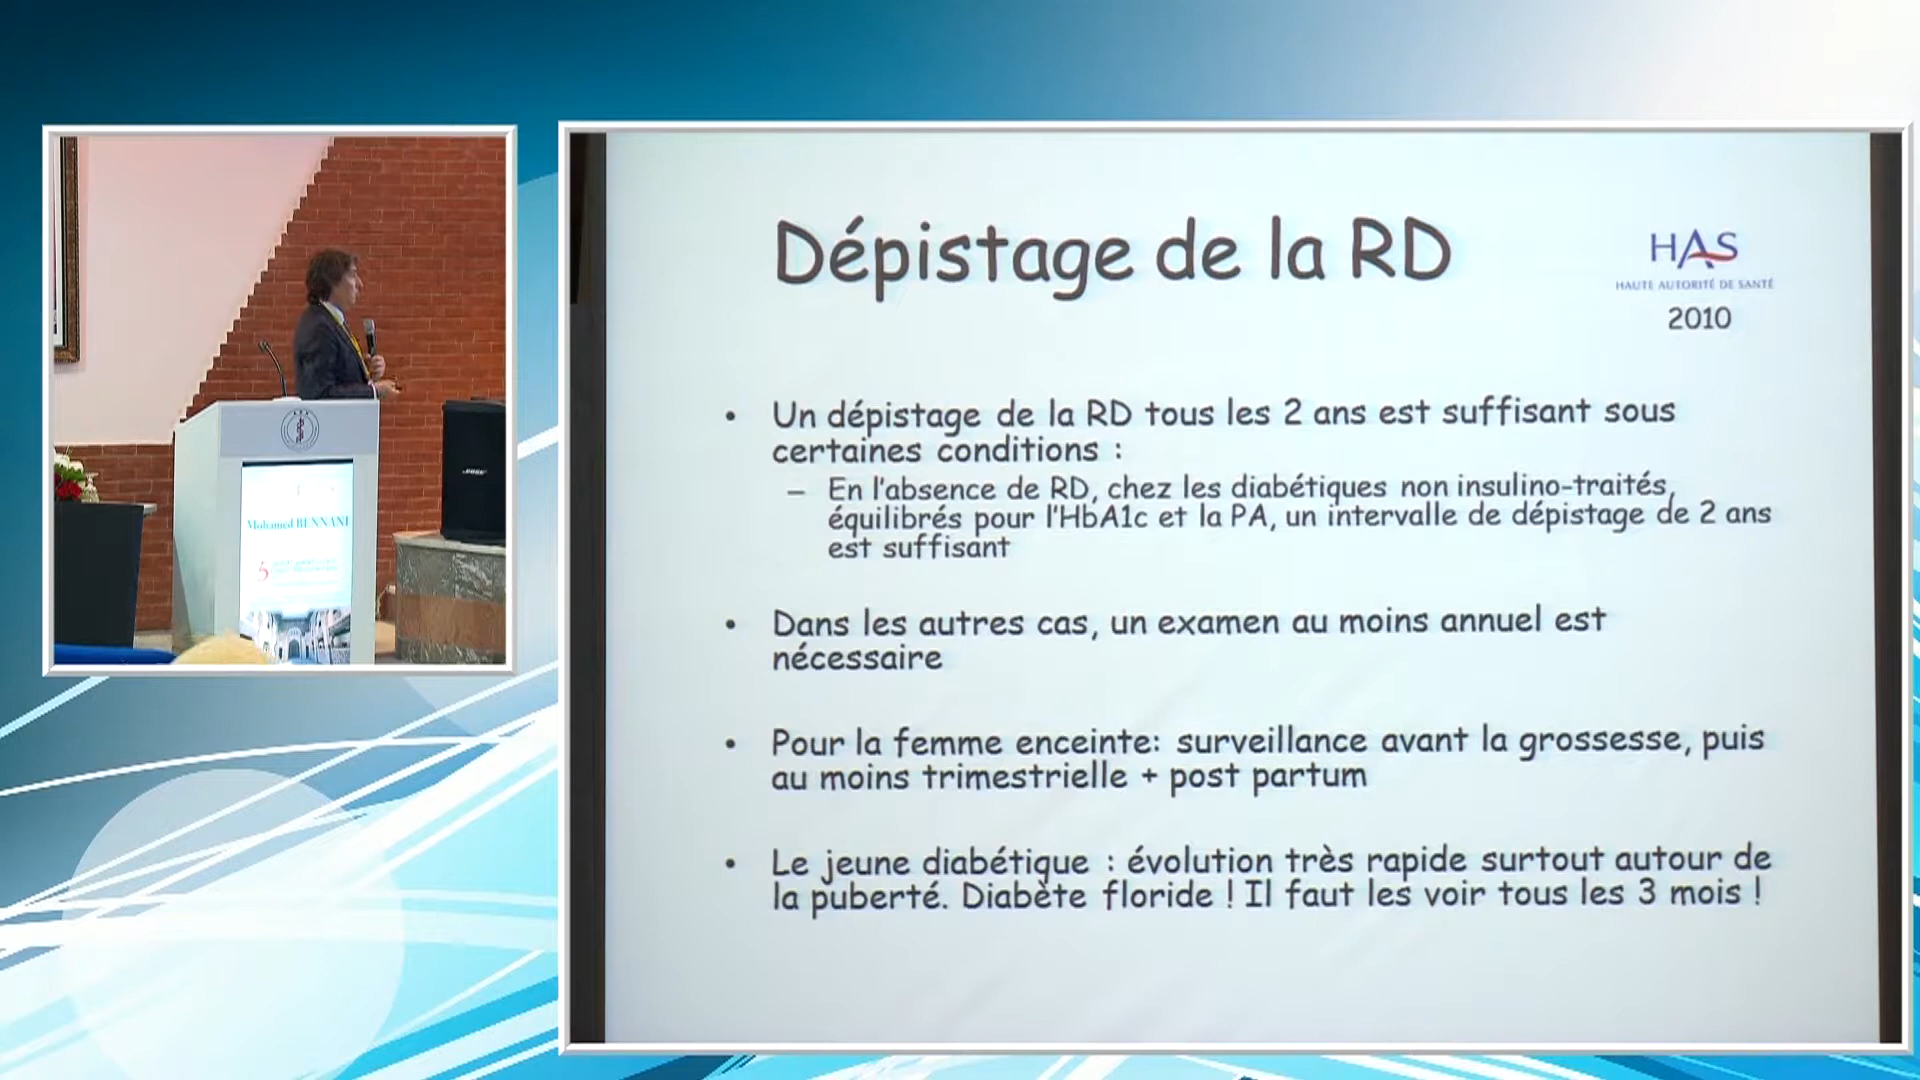 Dépistage de la RD
HAS
HAUTE AUTORITÉ DE SANTÉ
2010
• Un dépistage de la RD tous les 2 ans est suffisant sous
certaines conditions :
– En l'absence de RD, chez les diabétiques non insulino-traités,
équilibrés pour l'HbA1c et la PA, un intervalle de dépistage de 2 ans
est suffisant
• Dans les autres cas, un examen au moins annuel est
nécessaire
• Pour la femme enceinte: surveillance avant la grossesse, puis
au moins trimestrielle + post partum
• Le jeune diabétique : évolution très rapide surtout autour de
la puberté. Diabète floride ! Il faut les voir tous les 3 mois !
Mohamed BENNANI
5
BOSE